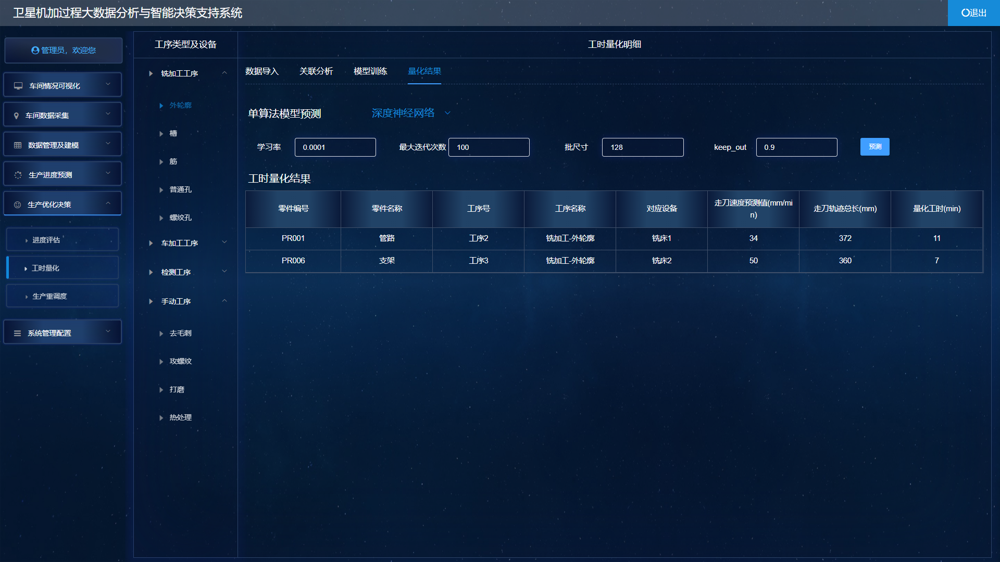 卫星机加过程大数据分析与智能决策支持系统
退出
管理员，欢迎您
车间情况可视化
车间数据采集
数据管理及建模
生产进度预测
生产优化决策
进度评估
工时量化
生产重调度
系统管理配置
工序类型及设备
铣加工工序
外轮廓
槽
筋
普通孔
螺纹孔
车加工工序
检测工序
手动工序
去毛刺
攻螺纹
打磨
热处理
工时量化明细
数据导入 关联分析 模型训练 量化结果
单算法模型预测 深度神经网络
学习率 0.0001 最大迭代次数 100 批尺寸 128 keep_out 0.9 预测
工时量化结果
零件编号 零件名称 工序号 工序名称 对应设备 走刀速度预测值(mm/mi
n) 走刀轨迹总长(mm) 量化工时(min)
PR001 管路 工序2 铣加工-外轮廓 铣床1 34 372 11
PR006 支架 工序3 铣加工-外轮廓 铣床2 50 360 7